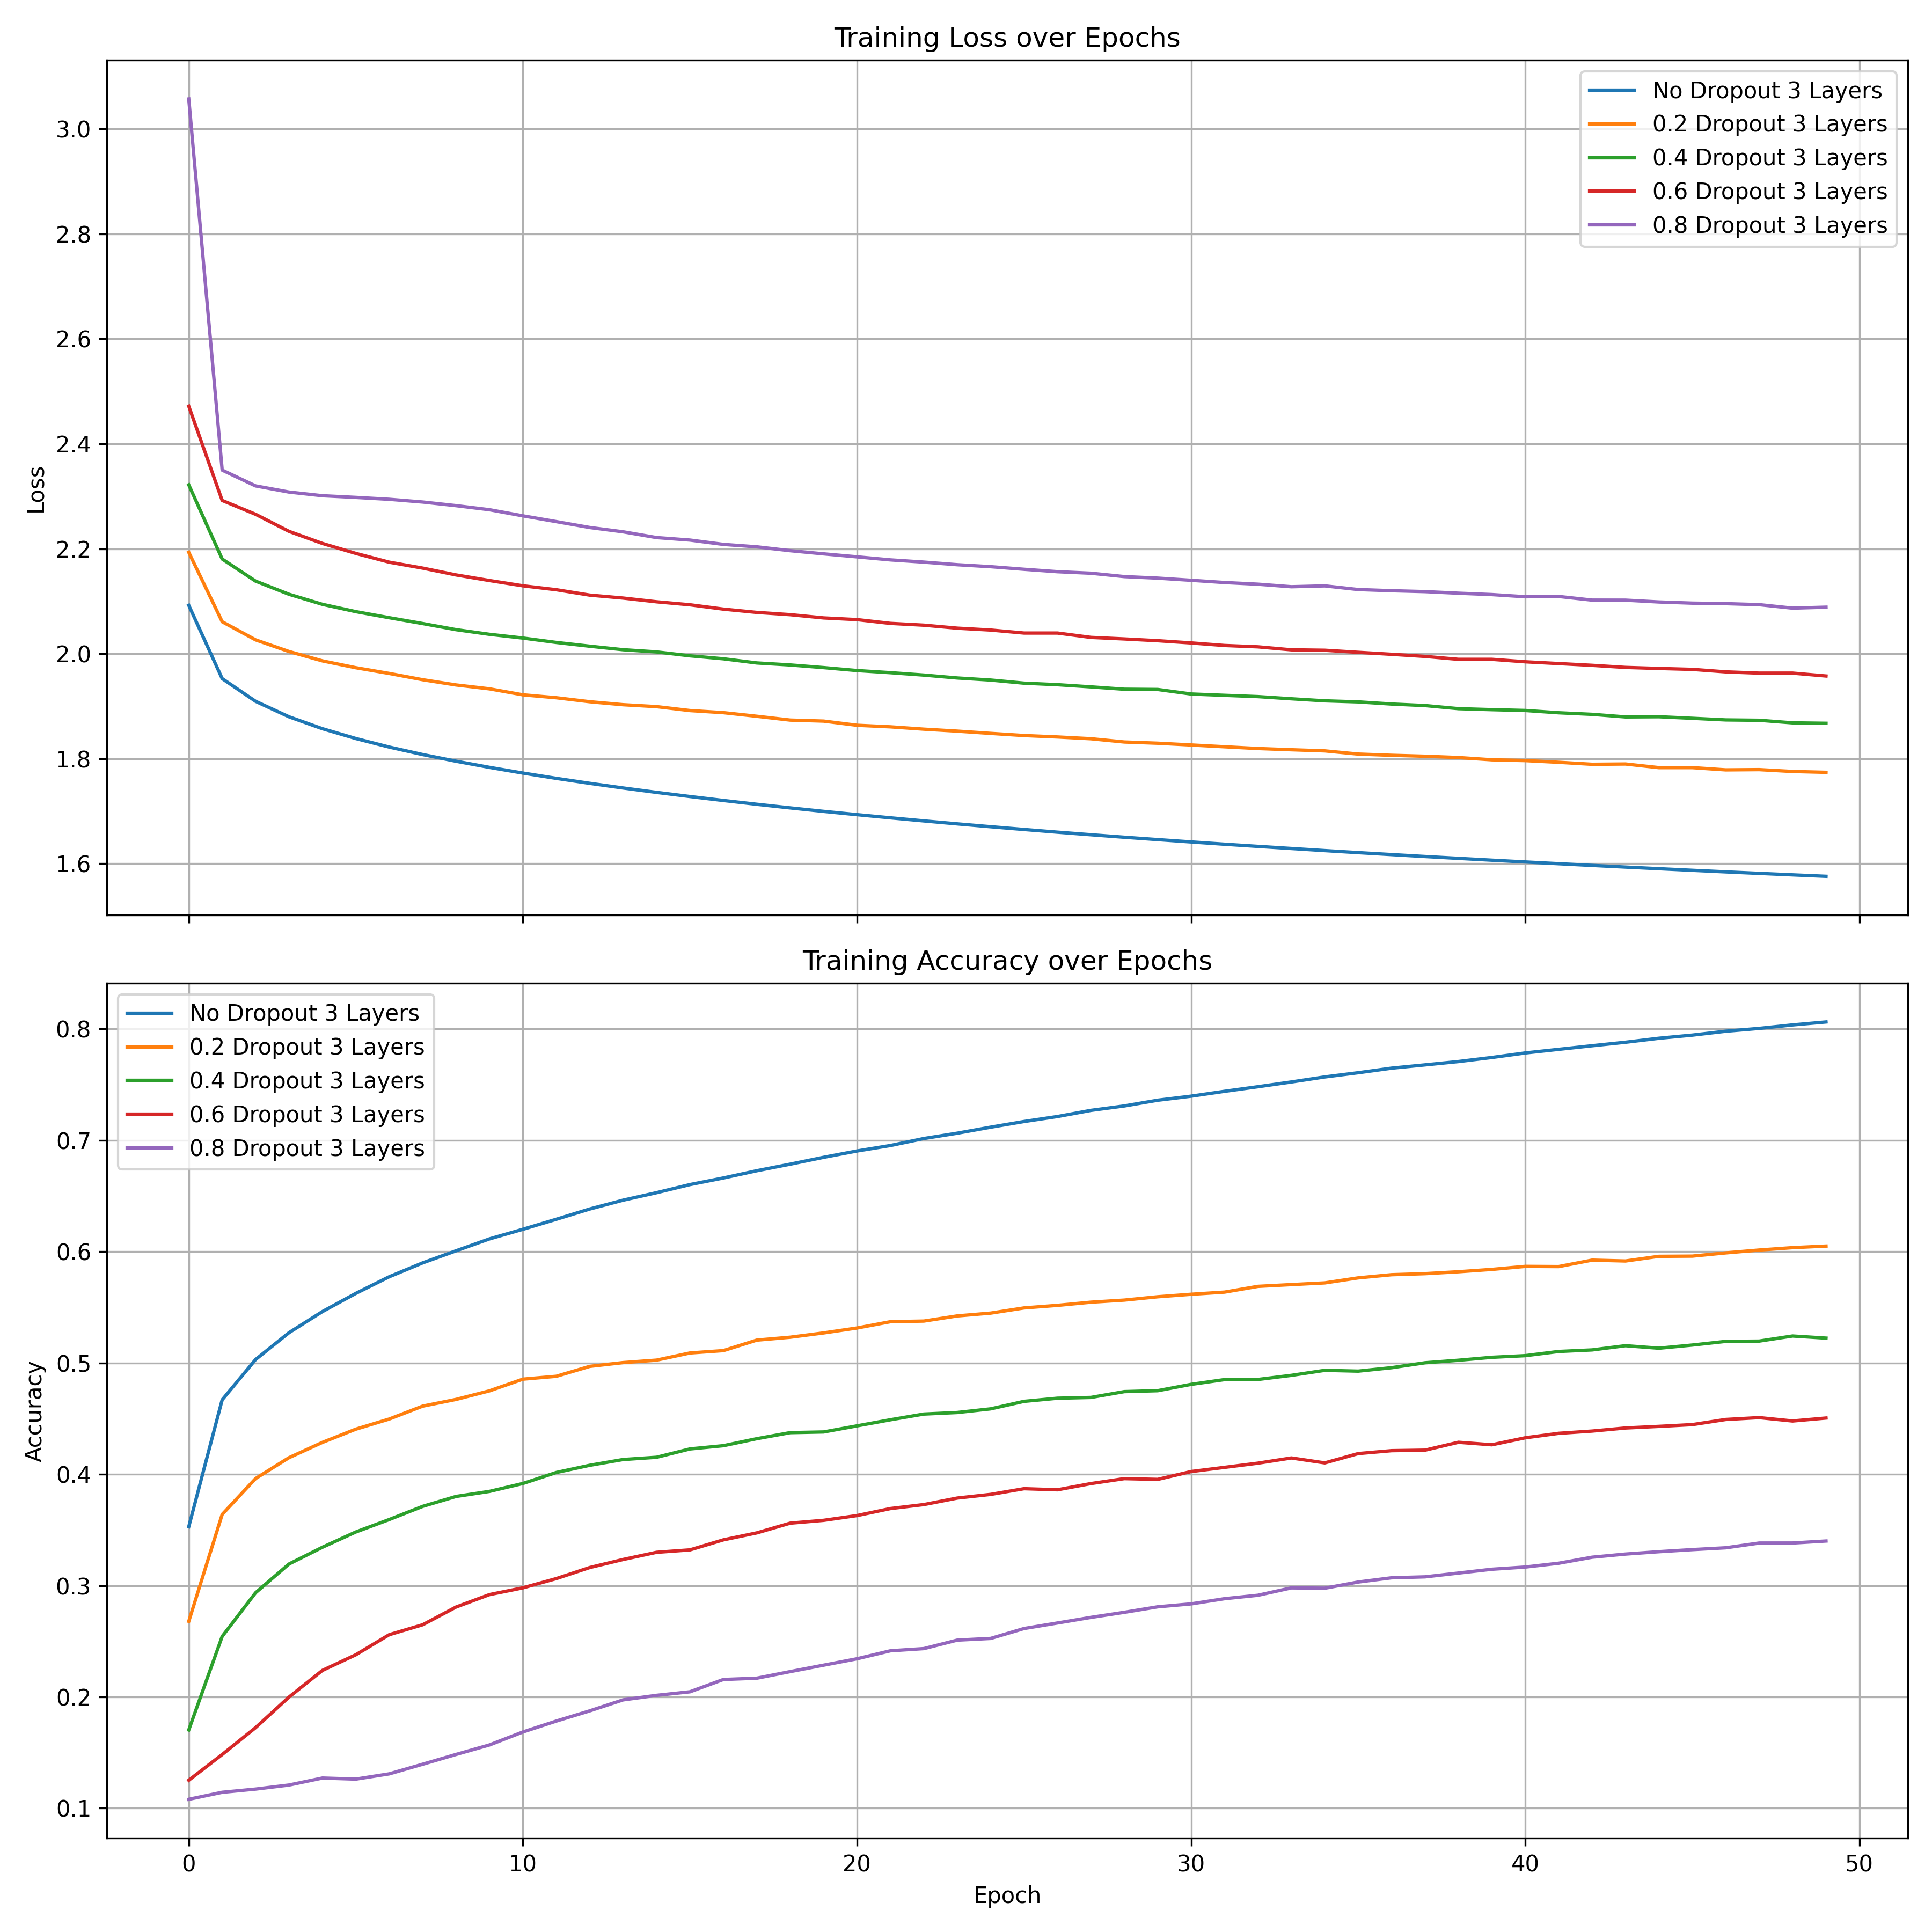 Training Loss over Epochs
Loss
3.0
2.8
2.6
2.4
2.2
2.0
1.8
1.6
No Dropout 3 Layers
0.2 Dropout 3 Layers
0.4 Dropout 3 Layers
0.6 Dropout 3 Layers
0.8 Dropout 3 Layers
Training Accuracy over Epochs
Accuracy
0.8
0.7
0.6
0.5
0.4
0.3
0.2
0.1
No Dropout 3 Layers
0.2 Dropout 3 Layers
0.4 Dropout 3 Layers
0.6 Dropout 3 Layers
0.8 Dropout 3 Layers
0 10 20 30 40 50
Epoch